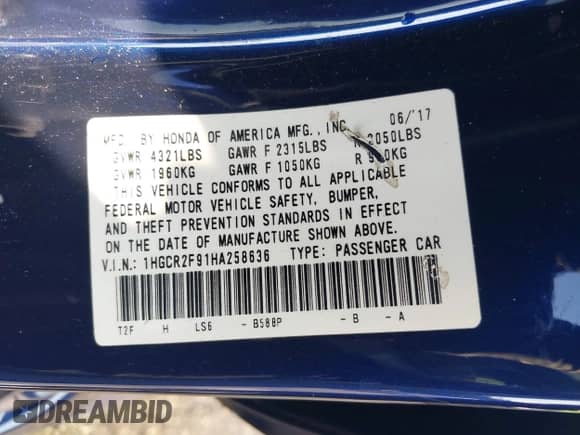 MFD. BY HONDA OF AMERICA MFG., INC. 06/'17
GVWR 4321LBS GAWR F 2315LBS R 2050LBS
GVWR 1960KG GAWR F 1050KG R KG
THIS VEHICLE CONFORMS TO ALL APPLICABLE
FEDERAL MOTOR VEHICLE SAFETY, BUMPER,
AND THEFT PREVENTION STANDARDS IN EFFECT
ON THE DATE OF MANUFACTURE SHOWN ABOVE.
V.I.N.: 1HGCR2F91HA258636 TYPE: PASSENGER CAR
T2F H LS6 - B588P - B - A
DREAMBID